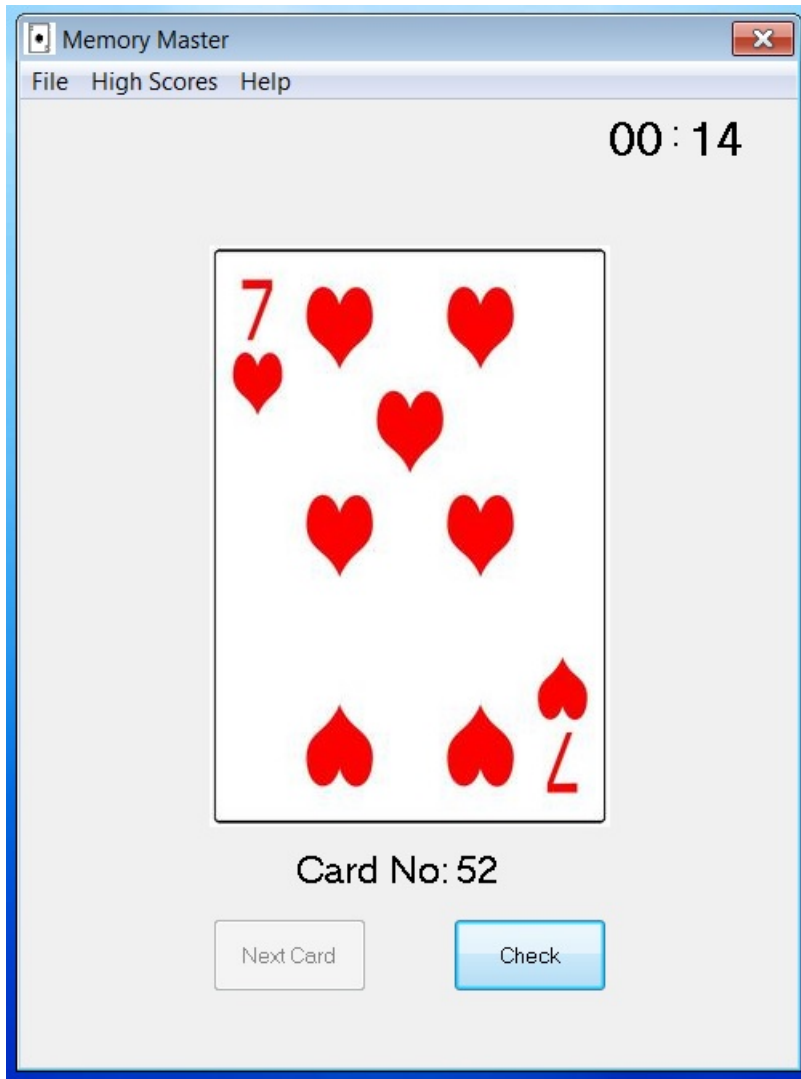 Memory Master
File High Scores Help
00:14
7
7
Card No: 52
Next Card Check